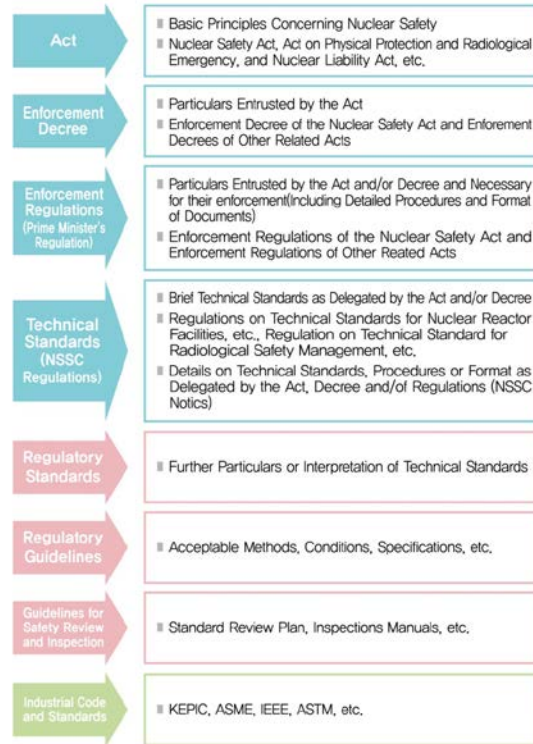 Act
■ Basic Principles Concerning Nuclear Safety
■ Nuclear Safety Act, Act on Physical Protection and Radiological
Emergency, and Nuclear Liability Act, etc.
Enforcement
Decree
■ Particulars Entrusted by the Act
■ Enforcement Decree of the Nuclear Safety Act and Enforement
Decrees of Other Related Acts
Enforcement
Regulations
(Prime Minister's
Regulation)
■ Particulars Entrusted by the Act and/or Decree and Necessary
for their enforcement(Including Detailed Procedures and Format
of Documents)
■ Enforcement Regulations of the Nuclear Safety Act and
Enforcement Regulations of Other Reated Acts
Technical
Standards
(NSSC
Regulations)
■ Brief Technical Standards as Delegated by the Act and/or Decree
■ Regulations on Technical Standards for Nuclear Reactor
Facilities, etc., Regulation on Technical Standard for
Radiological Safety Management, etc.
■ Details on Technical Standards, Procedures or Format as
Delegated by the Act, Decree and/of Regulations (NSSC
Notics)
Regulatory
Standards
■ Further Particulars or Interpretation of Technical Standards
Regulatory
Guidelines
■ Acceptable Methods, Conditions, Specifications, etc.
Guidelines for
Safety Review
and Inspection
■ Standard Review Plan, Inspections Manuals, etc.
Industrial Code
and Standards
■ KEPIC, ASME, IEEE, ASTM, etc.